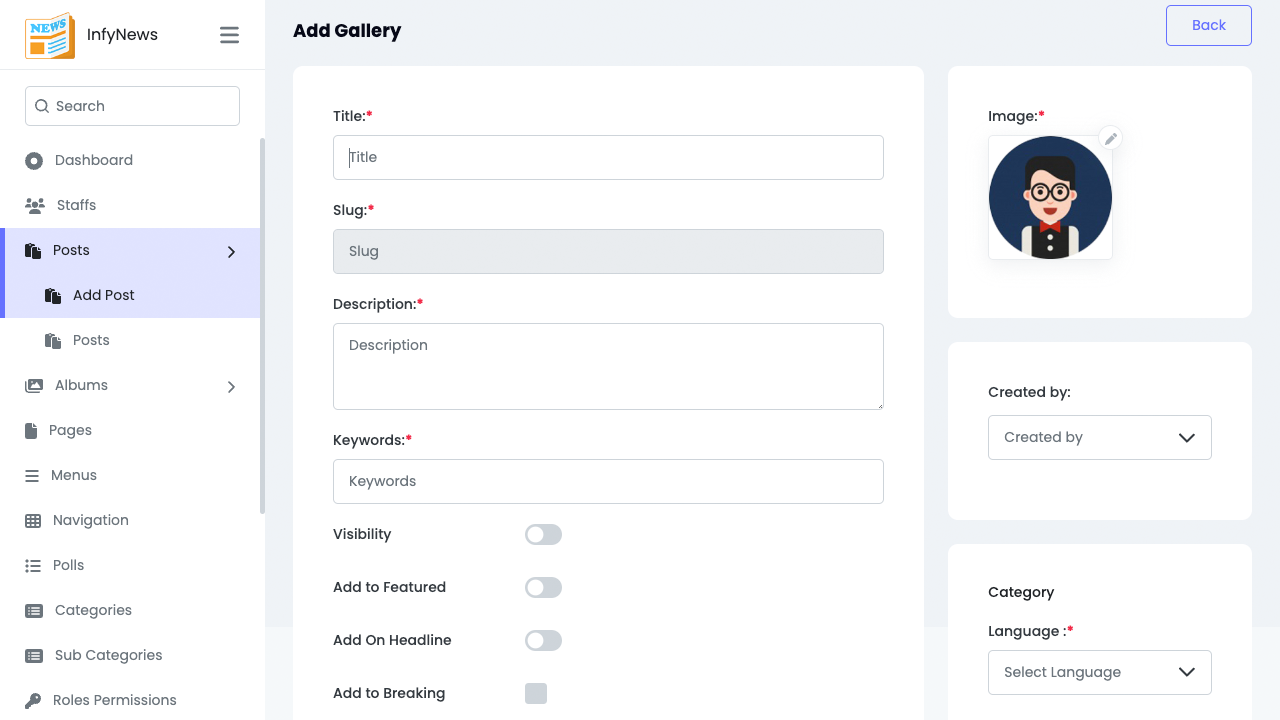 NEWS
InfyNews
Search
Dashboard
Staffs
Posts
Add Post
Posts
Albums
Pages
Menus
Navigation
Polls
Categories
Sub Categories
Roles Permissions
Add Gallery
Back
Title:*
Title
Slug:*
Slug
Description:*
Description
Keywords:*
Keywords
Visibility
Add to Featured
Add On Headline
Add to Breaking
Image:*
Created by:
Created by
Category
Language :*
Select Language